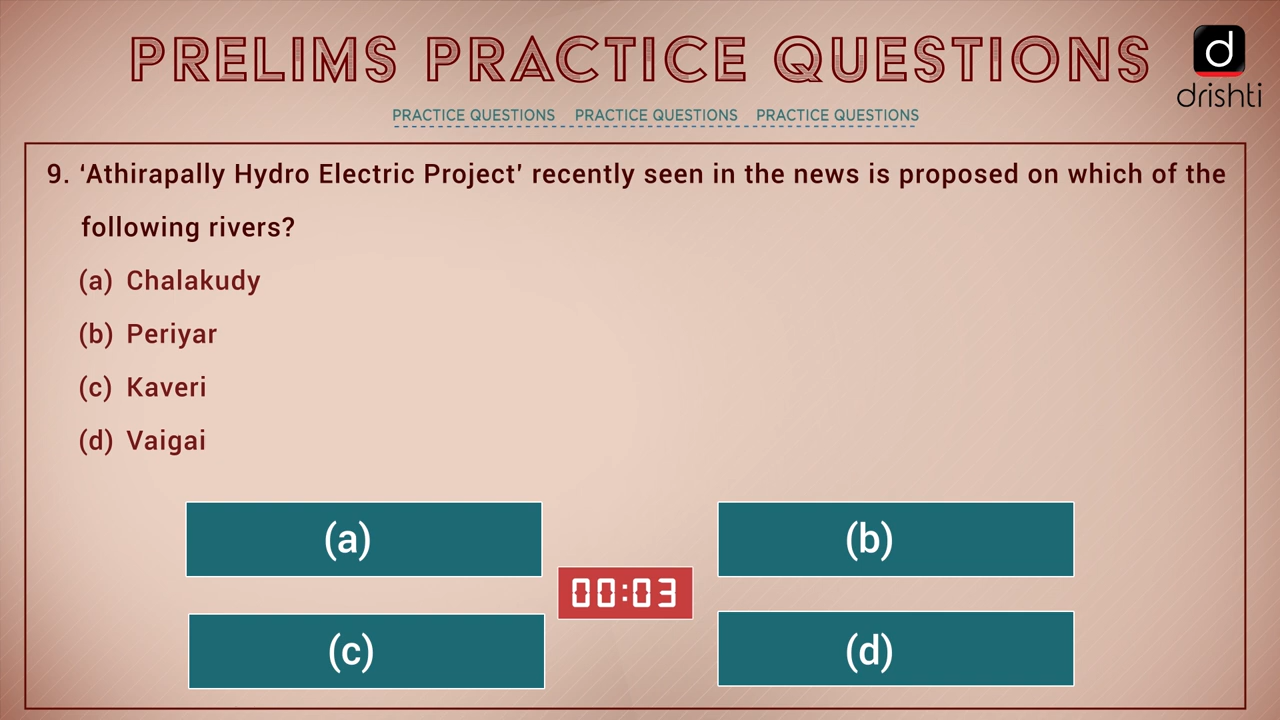 PRELIMS PRACTICE QUESTIONS
drishti
PRACTICE QUESTIONS PRACTICE QUESTIONS PRACTICE QUESTIONS
9. ‘Athirapally Hydro Electric Project’ recently seen in the news is proposed on which of the
following rivers?
(a) Chalakudy
(b) Periyar
(c) Kaveri
(d) Vaigai
(a)
(b)
00:03
(c)
(d)